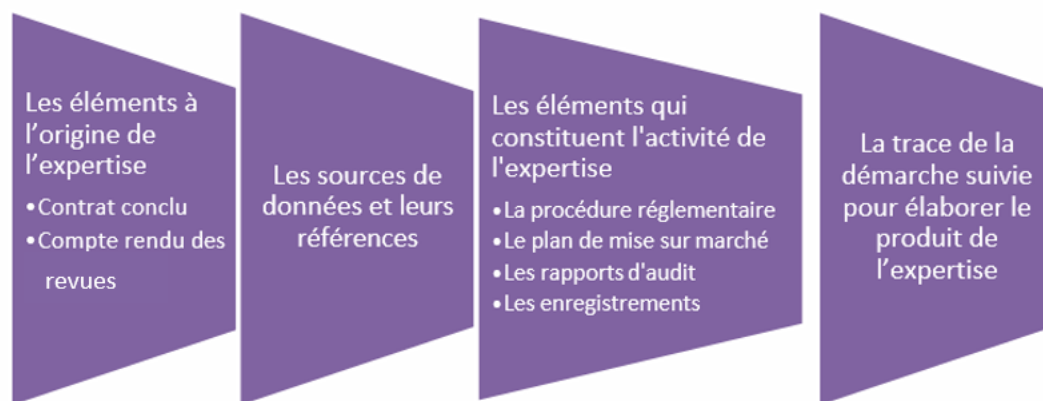 Les éléments à
l’origine de
l’expertise
•Contrat conclu
•Compte rendu des
revues
Les sources de
données et leurs
références
Les éléments qui
constituent l'activité de
l'expertise
•La procédure réglementaire
•Le plan de mise sur marché
•Les rapports d'audit
•Les enregistrements
La trace de la
démarche suivie
pour élaborer le
produit de
l’expertise